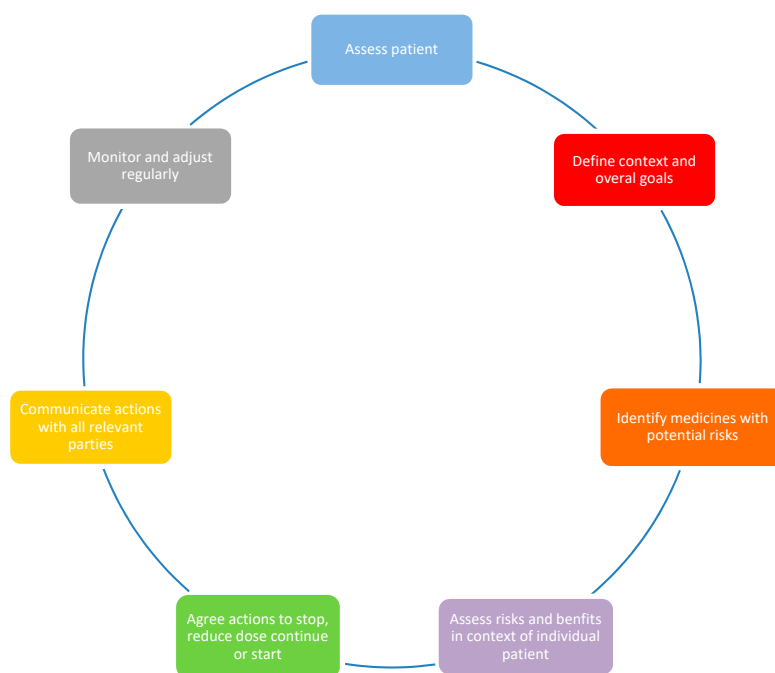 Assess patient
Define context and
overal goals
Identify medicines with
potential risks
Assess risks and benfits
in context of individual
patient
Agree actions to stop,
reduce dose continue
or start
Communicate actions
with all relevant
parties
Monitor and adjust
regularly